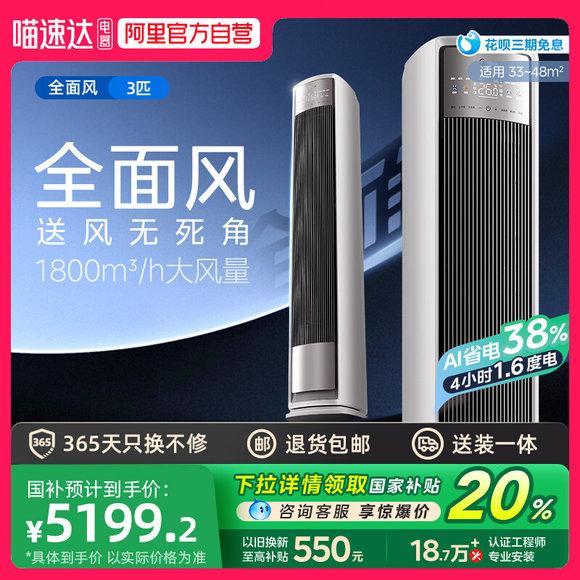 喵速达电器 阿里官方自营
花呗三期免息
适用 33~48m²
全面风 3匹
全面风
送风无死角
1800m³/h大风量
26.0
AI省电38%
4小时1.6度电
365 365天只换不修 邮 退货包邮 送装一体
国补预计到手价:
¥5199.2
*具体到手价 以实际价格为准
下拉详情领取国家补贴
咨询客服 享惊爆价
20%
以旧换新
至高补贴 550元
18.7万+ 认证工程师
专业安装